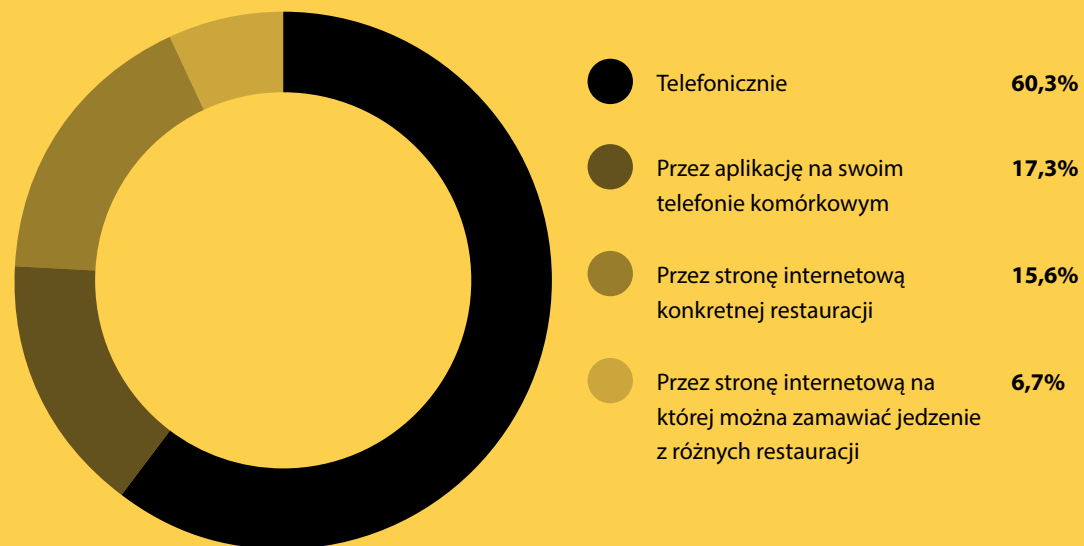 Telefonicznie 60,3%
Przez aplikację na swoim 17,3%
telefonie komórkowym
Przez stronę internetową 15,6%
konkretnej restauracji
Przez stronę internetową na 6,7%
której można zamawiać jedzenie
z różnych restauracji